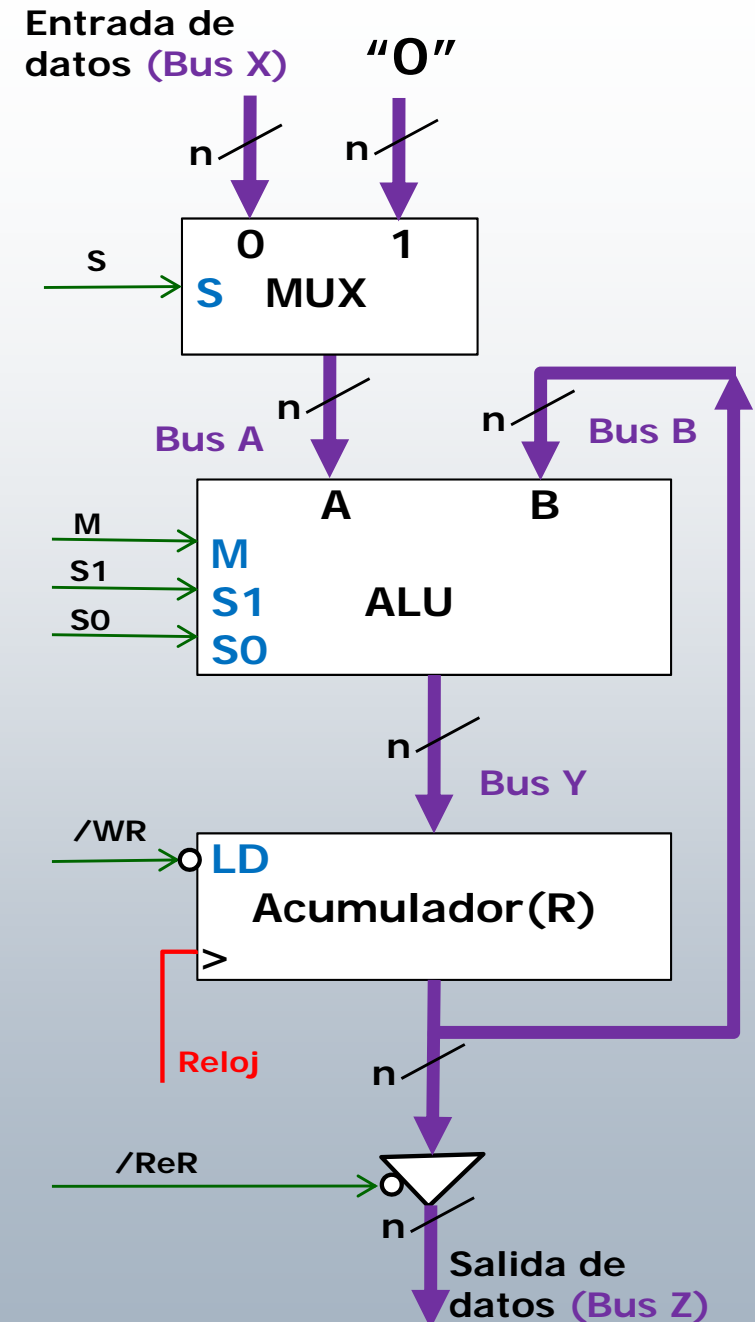 Entrada de
datos (Bus X)
“0”
n
n
0 1
S
S MUX
n
Bus A
n
Bus B
A B
M
M
S1
S1
ALU
S0
S0
n
Bus Y
/WR
LD
Acumulador(R)
>
Reloj
n
/ReR
n
Salida de
datos (Bus Z)